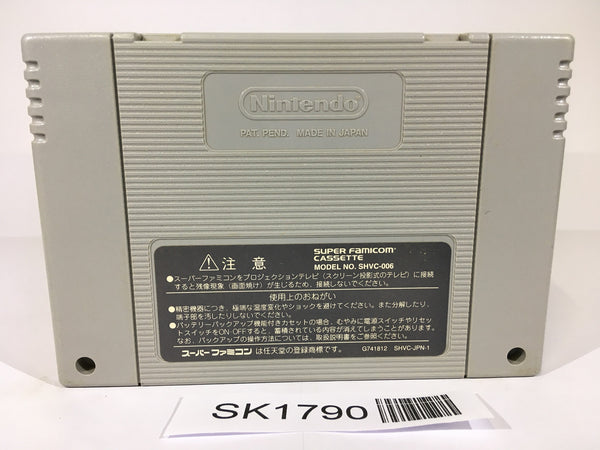 Nintendo
PAT. PEND. MADE IN JAPAN
⚠注意
SUPER FAMICOM
CASSETTE
MODEL NO. SHVC-006
●スーパーファミコンをプロジェクションテレビ(スクリーン投影式のテレビ)に接続
すると残像現象(画面焼け)が生じるため、接続しないでください。
使用上のおねがい
●精密機器につき、極端な温度変化やショックを避けてください。また分解したり、
端子部を汚したりしないでください。
●バッテリーバックアップ機能付きカセットの場合、むやみに電源スイッチやリセ
ットスイッチをON-OFFすると、蓄積されている内容が消えてしまうことがあります。
なお、バックアップの操作方法については、取扱説明書をご参照ください。
スーパーファミコンは任天堂の登録商標です。 G741812 SHVC-JPN-1
SK1790